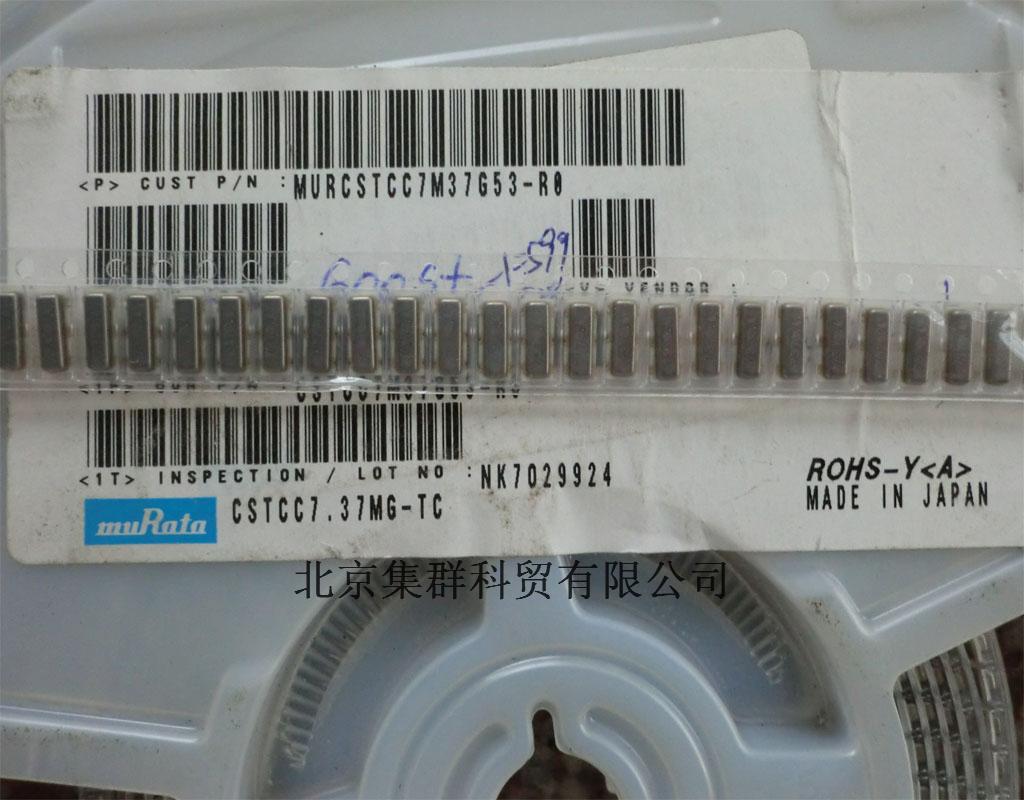 <P> CUST P/N :MURCSTCC7M37G53-R0
VENDOR :
<1T> INSPECTION / LOT NO :NK7029924
muRata CSTCC7.37MG-TC
ROHS-Y<A>
MADE IN JAPAN
北京集群科贸有限公司